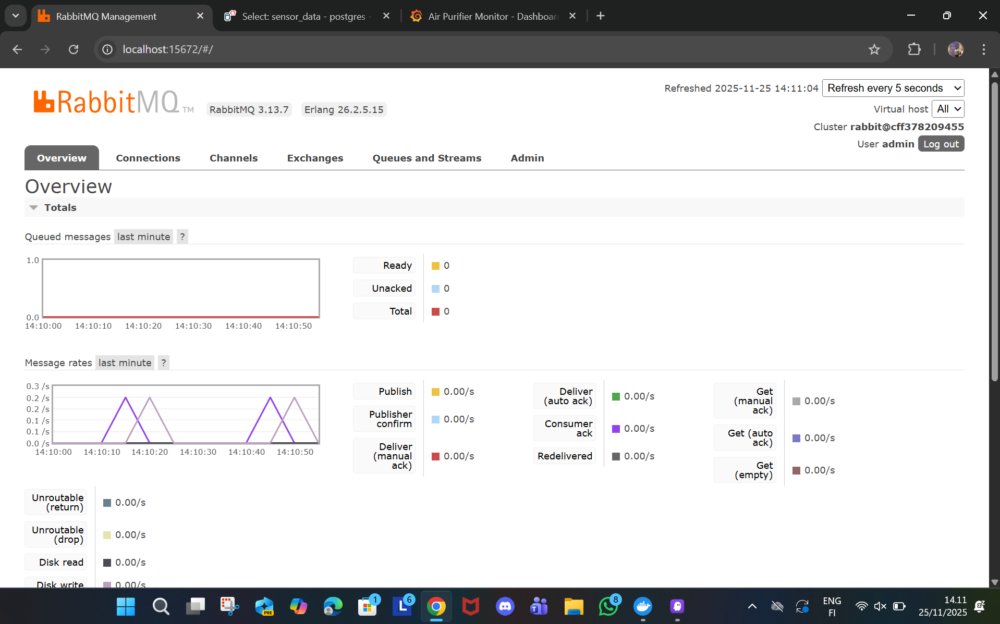 RabbitMQ Management
Select: sensor_data - postgres -
Air Purifier Monitor - Dashboar
localhost:15672/#/
Refreshed 2025-11-25 14:11:04 Refresh every 5 seconds
RabbitMQ TM RabbitMQ 3.13.7 Erlang 26.2.5.15
Virtual host All
Cluster rabbit@cff378209455
User admin Log out
Overview Connections Channels Exchanges Queues and Streams Admin
Overview
Totals
Queued messages last minute ?
1.0
0.0
14:10:00 14:10:10 14:10:20 14:10:30 14:10:40 14:10:50
Ready 0
Unacked 0
Total 0
Message rates last minute ?
0.3 /s
0.2 /s
0.2 /s
0.1 /s
0.1 /s
0.0 /s
14:10:00 14:10:10 14:10:20 14:10:30 14:10:40 14:10:50
Publish 0.00/s
Publisher
confirm 0.00/s
Deliver
(manual
ack) 0.00/s
Deliver
(auto ack) 0.00/s
Consumer
ack 0.00/s
Redelivered 0.00/s
Get
(manual
ack) 0.00/s
Get (auto
ack) 0.00/s
Get
(empty) 0.00/s
Unroutable
(return) 0.00/s
Unroutable
(drop) 0.00/s
Disk read 0.00/s
Disk write 0.00/s
PRE
1
L 6
T
8
ENG
FI
14.11
25/11/2025